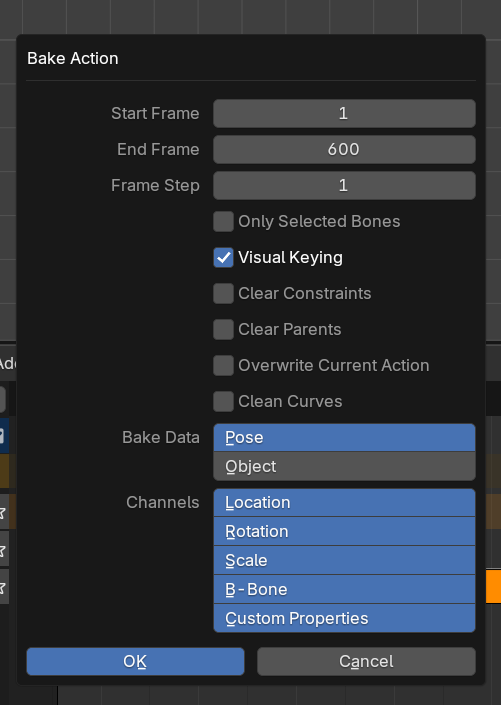 Bake Action
Start Frame 1
End Frame 600
Frame Step 1
Only Selected Bones
Visual Keying
Clear Constraints
Clear Parents
Overwrite Current Action
Clean Curves
Bake Data Pose
Object
Channels Location
Rotation
Scale
B-Bone
Custom Properties
OK Cancel